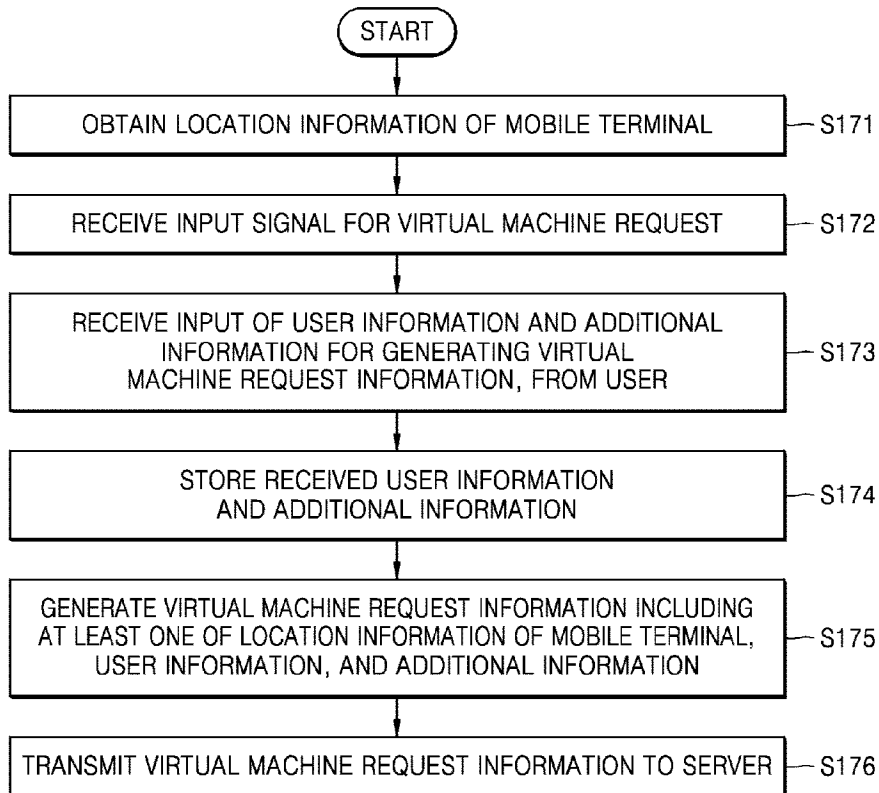 START
OBTAIN LOCATION INFORMATION OF MOBILE TERMINAL
S171
RECEIVE INPUT SIGNAL FOR VIRTUAL MACHINE REQUEST
S172
RECEIVE INPUT OF USER INFORMATION AND ADDITIONAL
INFORMATION FOR GENERATING VIRTUAL
MACHINE REQUEST INFORMATION, FROM USER
S173
STORE RECEIVED USER INFORMATION
AND ADDITIONAL INFORMATION
S174
GENERATE VIRTUAL MACHINE REQUEST INFORMATION INCLUDING
AT LEAST ONE OF LOCATION INFORMATION OF MOBILE TERMINAL,
USER INFORMATION, AND ADDITIONAL INFORMATION
S175
TRANSMIT VIRTUAL MACHINE REQUEST INFORMATION TO SERVER
S176